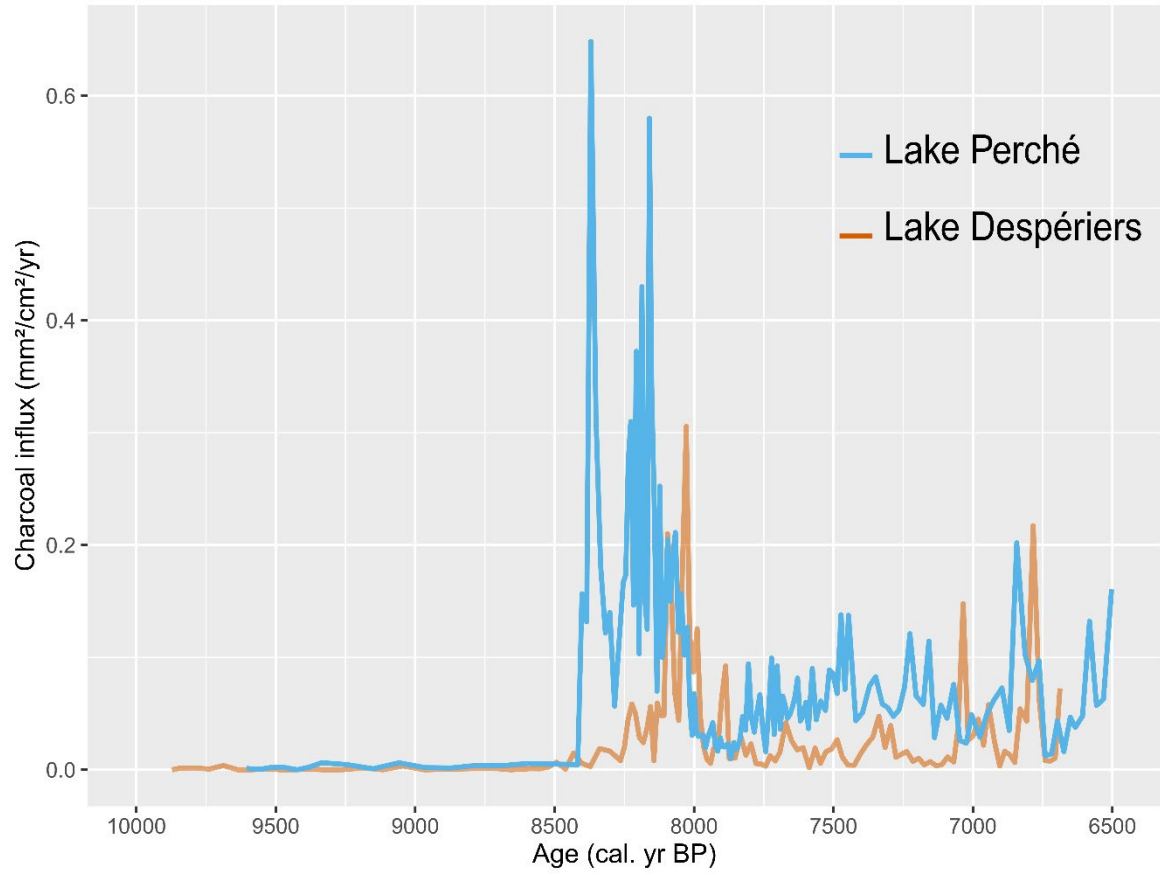 0.6
0.4
0.2
0.0
Charcoal influx (mm²/cm²/yr)
Lake Perché
Lake Despériers
10000 9500 9000 8500 8000 7500 7000 6500
Age (cal. yr BP)